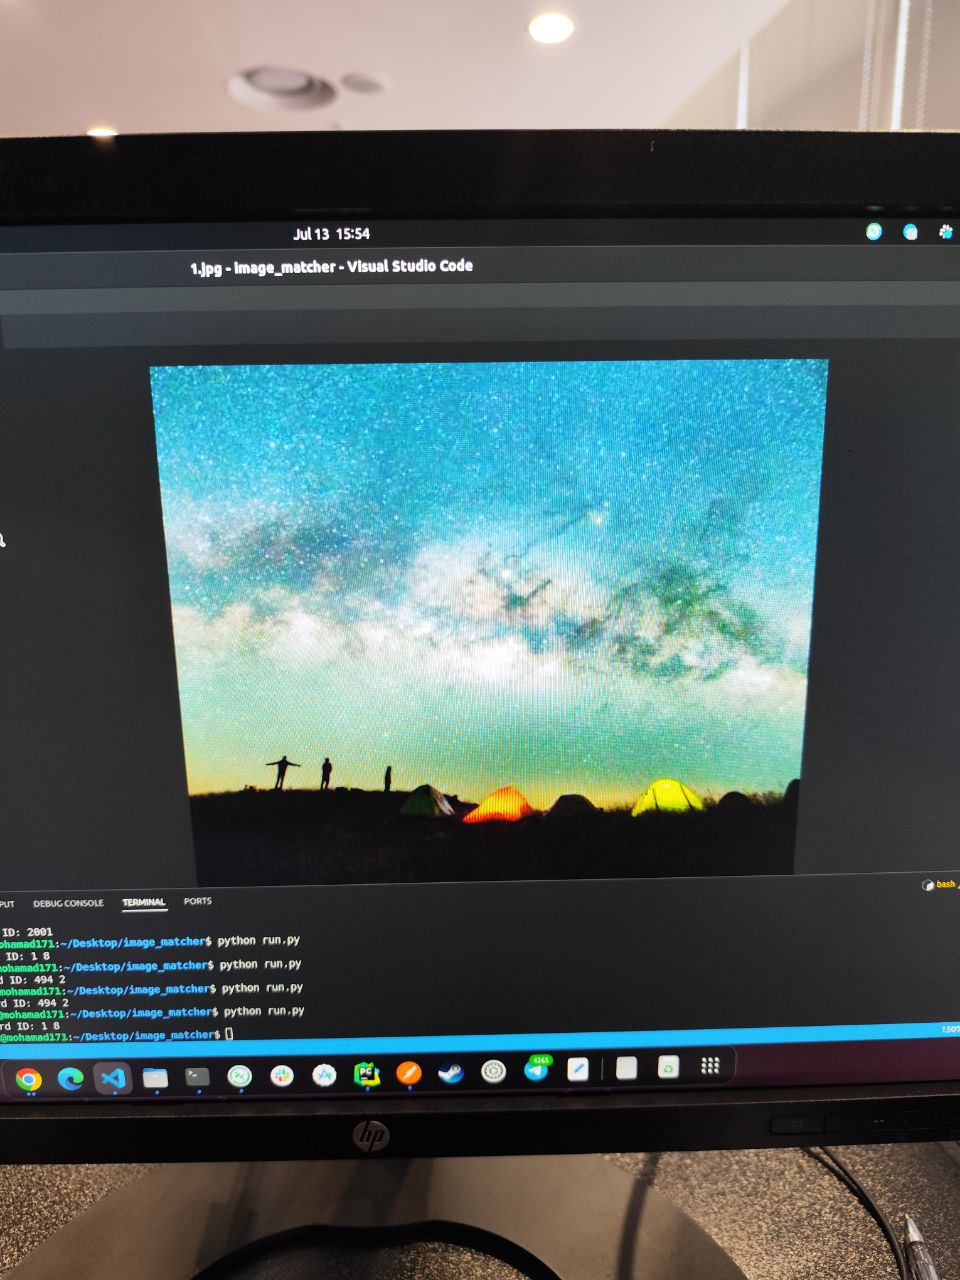 Jul 13 15:54
1.jpg - image_matcher - Visual Studio Code
PUT DEBUG CONSOLE TERMINAL PORTS
bash
ID: 2001
ohamad171:~/Desktop/image_matcher$ python run.py
ID: 1 8
mohamad171:~/Desktop/image_matcher$ python run.py
d ID: 494 2
@mohamad171:~/Desktop/image_matcher$ python run.py
rd ID: 494 2
@mohamad171:~/Desktop/image_matcher$ python run.py
rd ID: 1 8
@mohamad171:~/Desktop/image_matcher$
150%
PC
4265
hp